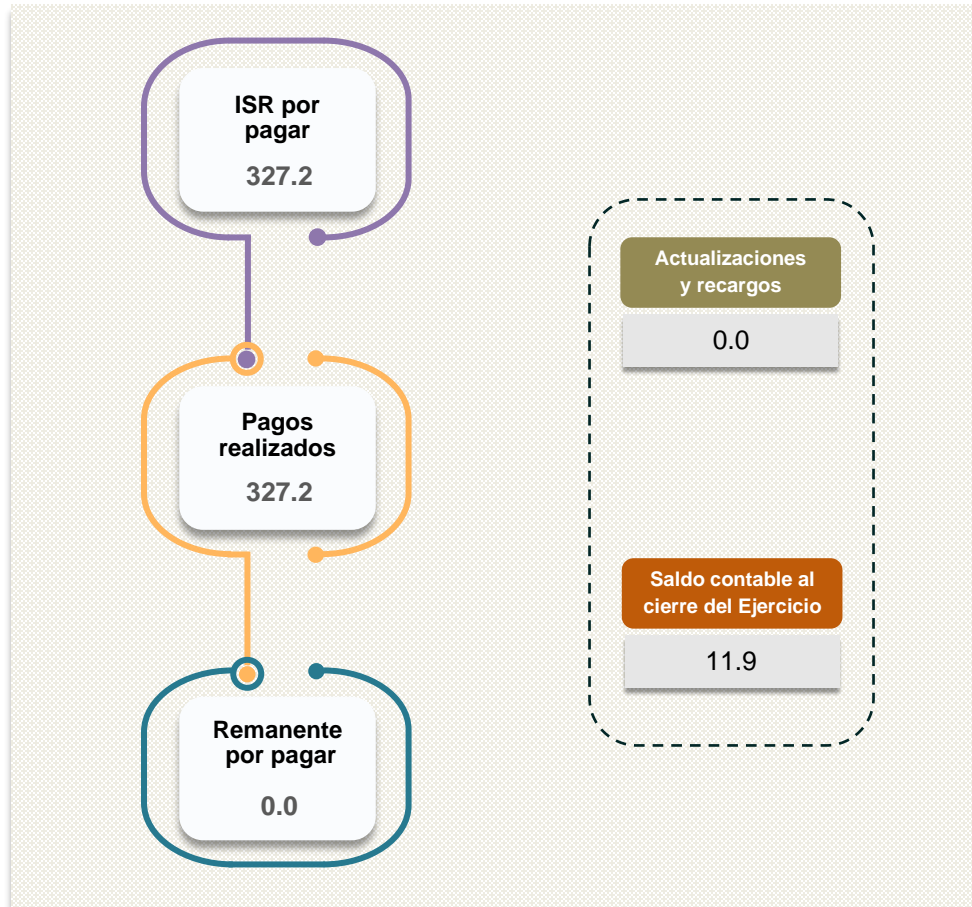 ISR por
pagar
327.2
Pagos
realizados
327.2
Remanente
por pagar
0.0
Actualizaciones
y recargos
0.0
Saldo contable al
cierre del Ejercicio
11.9